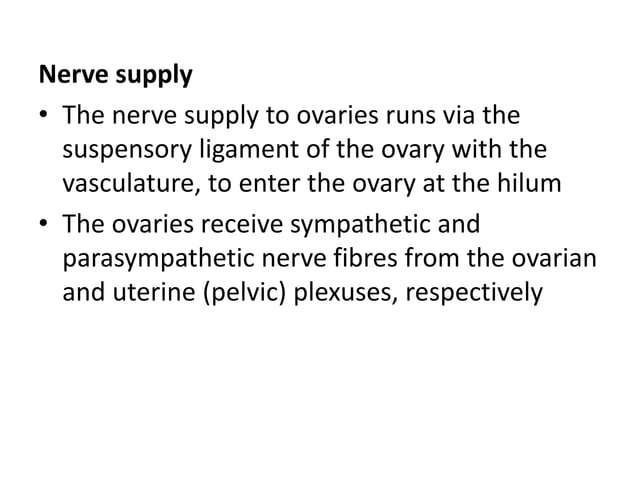 Nerve supply
• The nerve supply to ovaries runs via the
suspensory ligament of the ovary with the
vasculature, to enter the ovary at the hilum
• The ovaries receive sympathetic and
parasympathetic nerve fibres from the ovarian
and uterine (pelvic) plexuses, respectively